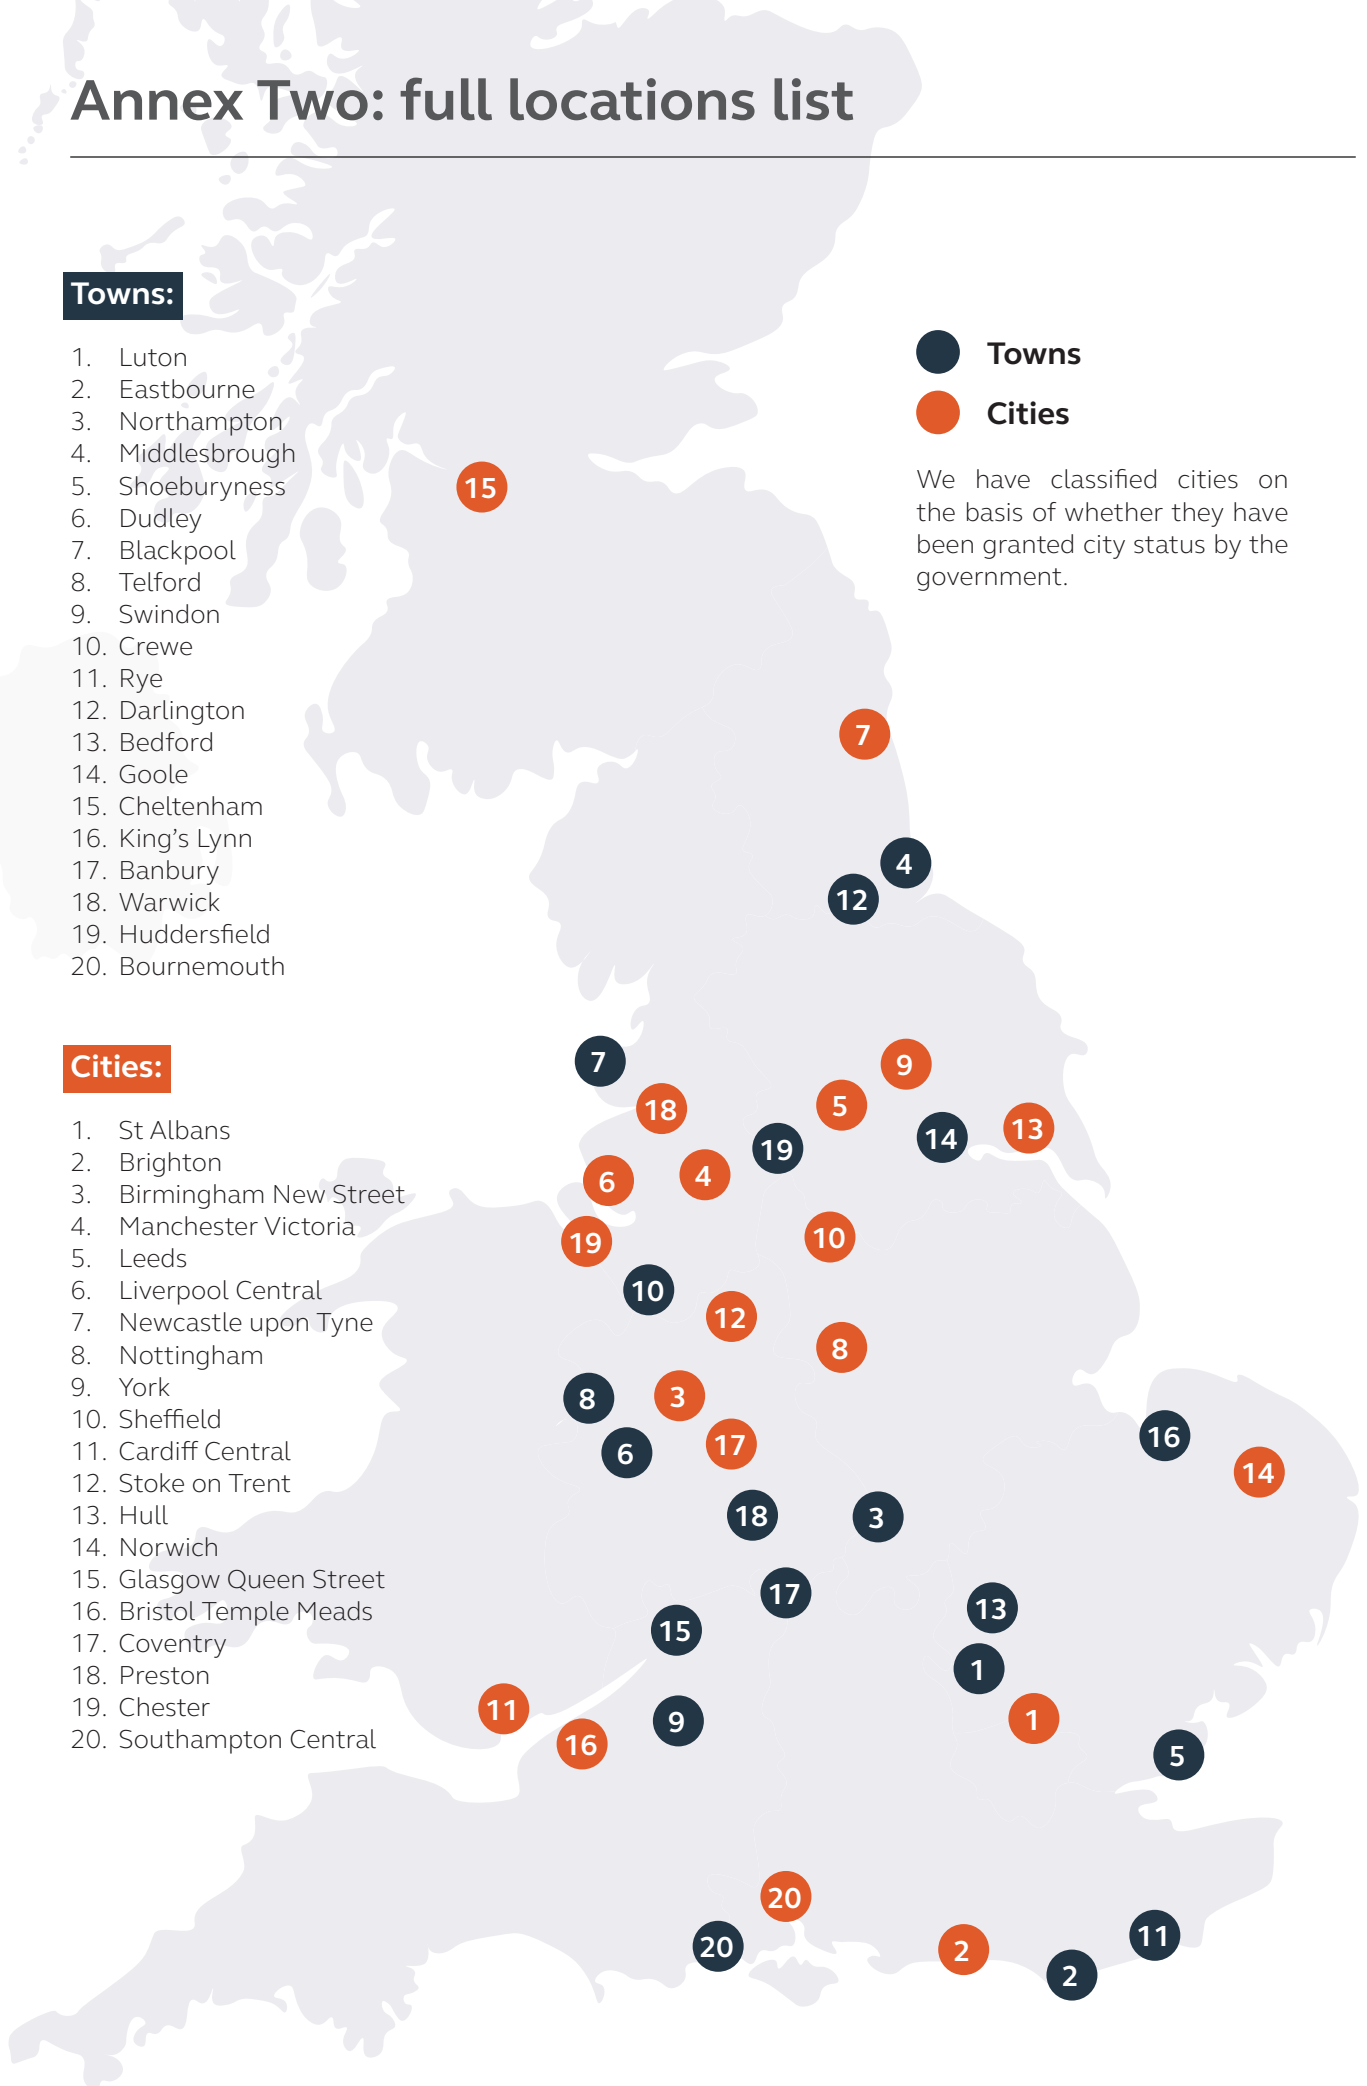 Annex Two: full locations list
Towns:
1. Luton
2. Eastbourne
3. Northampton
4. Middlesbrough
5. Shoeburyness
6. Dudley
7. Blackpool
8. Telford
9. Swindon
10. Crewe
11. Rye
12. Darlington
13. Bedford
14. Goole
15. Cheltenham
16. King’s Lynn
17. Banbury
18. Warwick
19. Huddersfield
20. Bournemouth
Cities:
1. St Albans
2. Brighton
3. Birmingham New Street
4. Manchester Victoria
5. Leeds
6. Liverpool Central
7. Newcastle upon Tyne
8. Nottingham
9. York
10. Sheffield
11. Cardiff Central
12. Stoke on Trent
13. Hull
14. Norwich
15. Glasgow Queen Street
16. Bristol Temple Meads
17. Coventry
18. Preston
19. Chester
20. Southampton Central
Towns
Cities
We have classified cities on
the basis of whether they have
been granted city status by the
government.
15
7
4
12
7
9
5
18
13
14
19
4
6
10
19
10
12
8
3
8
16
17
6
14
18
3
17
13
15
1
11
1
9
16
5
20
11
20
2
2